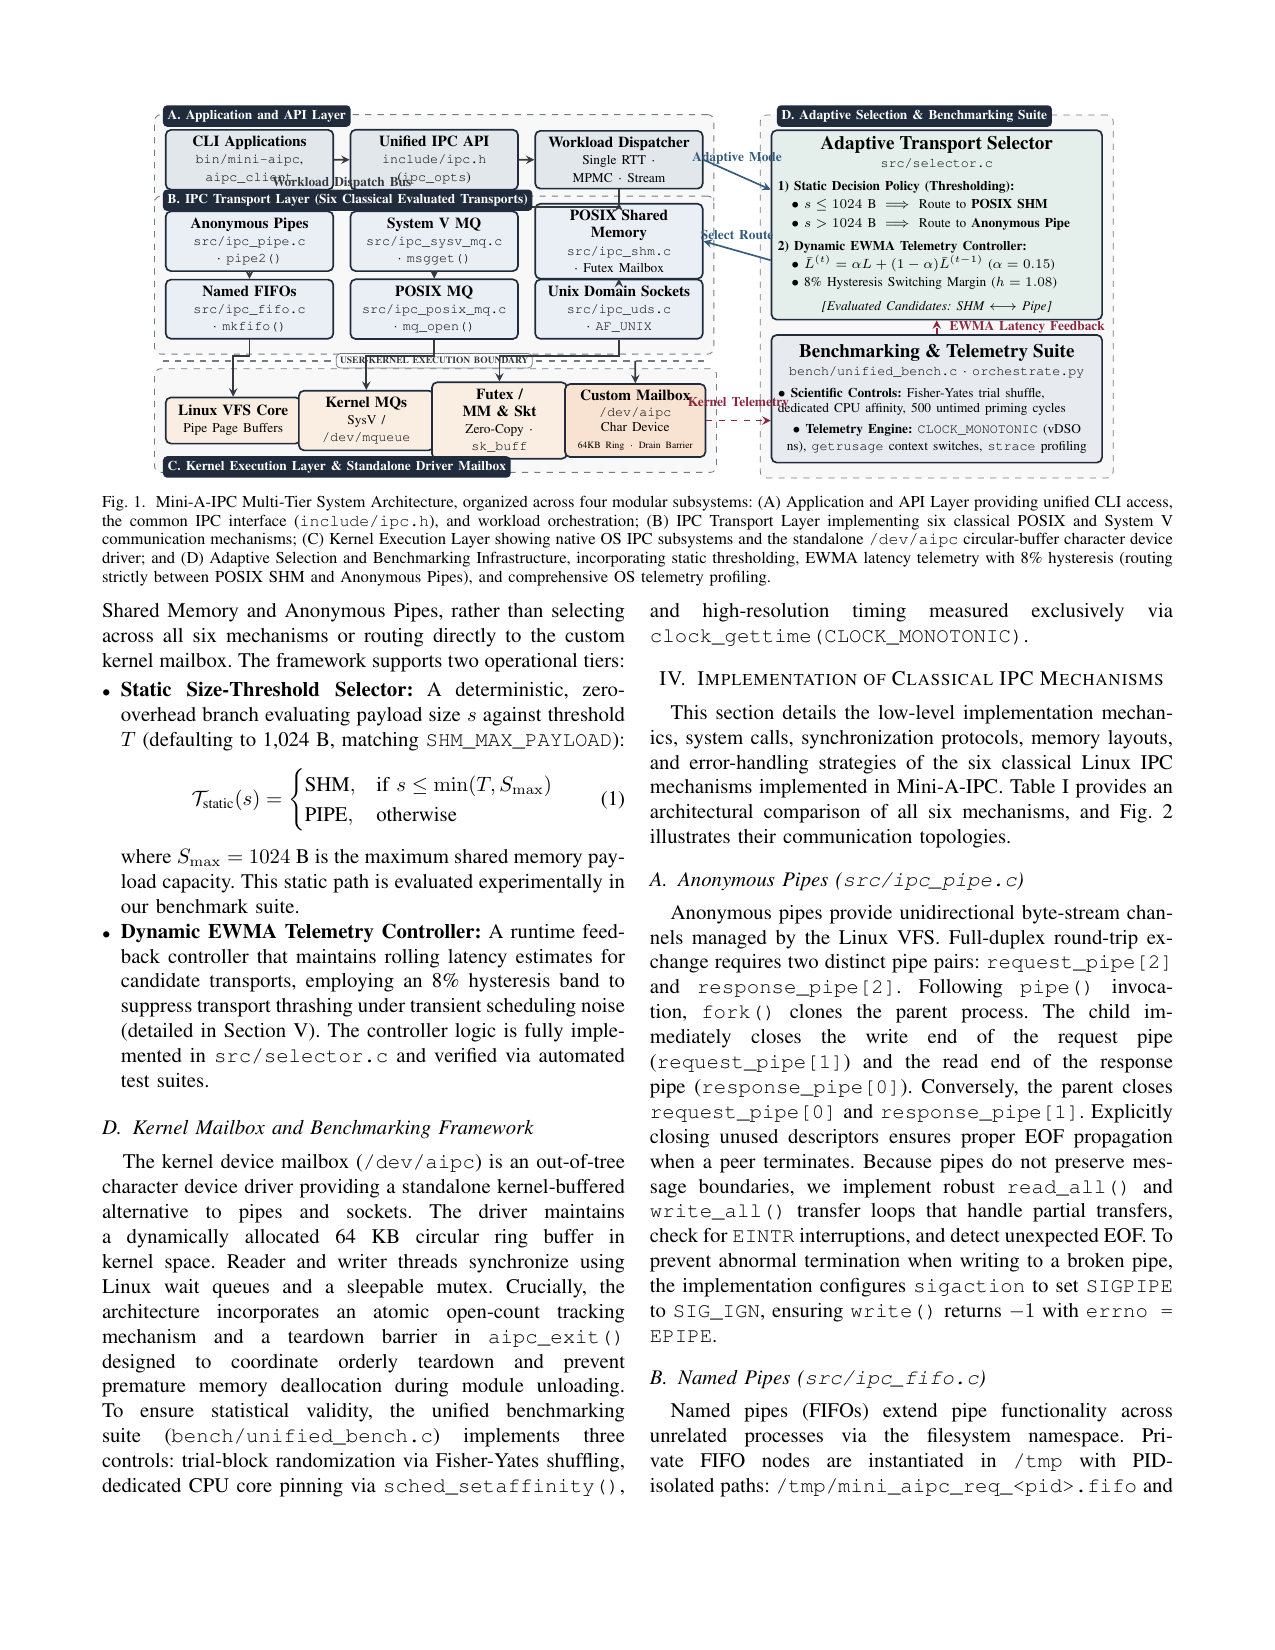 A. Application and API Layer
CLI Applications
bin/mini-aipc,
aipc_client
Unified IPC API
include/ipc.h
(ipc_opts)
Workload Dispatcher
Single RTT ·
MPMC · Stream
Workload Dispatch Bus
B. IPC Transport Layer (Six Classical Evaluated Transports)
Anonymous Pipes
src/ipc_pipe.c
· pipe2()
System V MQ
src/ipc_sysv_mq.c
· msgget()
POSIX Shared
Memory
src/ipc_shm.c
· Futex Mailbox
Named FIFOs
src/ipc_fifo.c
· mkfifo()
POSIX MQ
src/ipc_posix_mq.c
· mq_open()
Unix Domain Sockets
src/ipc_uds.c
· AF_UNIX
USER/KERNEL EXECUTION BOUNDARY
Linux VFS Core
Pipe Page Buffers
Kernel MQs
SysV /
/dev/mqueue
Futex /
MM & Skt
Zero-Copy ·
sk_buff
Custom Mailbox
/dev/aipc
Char Device
64KB Ring · Drain Barrier
C. Kernel Execution Layer & Standalone Driver Mailbox
Adaptive Mode
Select Route
Kernel Telemetry
D. Adaptive Selection & Benchmarking Suite
Adaptive Transport Selector
src/selector.c
1) Static Decision Policy (Thresholding):
• s ≤ 1024 B ⟹ Route to POSIX SHM
• s > 1024 B ⟹ Route to Anonymous Pipe
2) Dynamic EWMA Telemetry Controller:
• L̄^(t) = αL + (1 − α)L̄^(t−1) (α = 0.15)
• 8% Hysteresis Switching Margin (h = 1.08)
[Evaluated Candidates: SHM ⟷ Pipe]
EWMA Latency Feedback
Benchmarking & Telemetry Suite
bench/unified_bench.c · orchestrate.py
• Scientific Controls: Fisher-Yates trial shuffle,
dedicated CPU affinity, 500 untimed priming cycles
• Telemetry Engine: CLOCK_MONOTONIC (vDSO
ns), getrusage context switches, strace profiling
Fig. 1. Mini-A-IPC Multi-Tier System Architecture, organized across four modular subsystems: (A) Application and API Layer providing unified CLI access,
the common IPC interface (include/ipc.h), and workload orchestration; (B) IPC Transport Layer implementing six classical POSIX and System V
communication mechanisms; (C) Kernel Execution Layer showing native OS IPC subsystems and the standalone /dev/aipc circular-buffer character device
driver; and (D) Adaptive Selection and Benchmarking Infrastructure, incorporating static thresholding, EWMA latency telemetry with 8% hysteresis (routing
strictly between POSIX SHM and Anonymous Pipes), and comprehensive OS telemetry profiling.
Shared Memory and Anonymous Pipes, rather than selecting
across all six mechanisms or routing directly to the custom
kernel mailbox. The framework supports two operational tiers:
• Static Size-Threshold Selector: A deterministic, zero-
overhead branch evaluating payload size s against threshold
T (defaulting to 1,024 B, matching SHM_MAX_PAYLOAD):
T_static(s) = { SHM, if s ≤ min(T, S_max)
PIPE, otherwise (1)
where S_max = 1024 B is the maximum shared memory pay-
load capacity. This static path is evaluated experimentally in
our benchmark suite.
• Dynamic EWMA Telemetry Controller: A runtime feed-
back controller that maintains rolling latency estimates for
candidate transports, employing an 8% hysteresis band to
suppress transport thrashing under transient scheduling noise
(detailed in Section V). The controller logic is fully imple-
mented in src/selector.c and verified via automated
test suites.
D. Kernel Mailbox and Benchmarking Framework
The kernel device mailbox (/dev/aipc) is an out-of-tree
character device driver providing a standalone kernel-buffered
alternative to pipes and sockets. The driver maintains
a dynamically allocated 64 KB circular ring buffer in
kernel space. Reader and writer threads synchronize using
Linux wait queues and a sleepable mutex. Crucially, the
architecture incorporates an atomic open-count tracking
mechanism and a teardown barrier in aipc_exit()
designed to coordinate orderly teardown and prevent
premature memory deallocation during module unloading.
To ensure statistical validity, the unified benchmarking
suite (bench/unified_bench.c) implements three
controls: trial-block randomization via Fisher-Yates shuffling,
dedicated CPU core pinning via sched_setaffinity(),
and high-resolution timing measured exclusively via
clock_gettime(CLOCK_MONOTONIC).
IV. IMPLEMENTATION OF CLASSICAL IPC MECHANISMS
This section details the low-level implementation mechan-
ics, system calls, synchronization protocols, memory layouts,
and error-handling strategies of the six classical Linux IPC
mechanisms implemented in Mini-A-IPC. Table I provides an
architectural comparison of all six mechanisms, and Fig. 2
illustrates their communication topologies.
A. Anonymous Pipes (src/ipc_pipe.c)
Anonymous pipes provide unidirectional byte-stream chan-
nels managed by the Linux VFS. Full-duplex round-trip ex-
change requires two distinct pipe pairs: request_pipe[2]
and response_pipe[2]. Following pipe() invoca-
tion, fork() clones the parent process. The child im-
mediately closes the write end of the request pipe
(request_pipe[1]) and the read end of the response
pipe (response_pipe[0]). Conversely, the parent closes
request_pipe[0] and response_pipe[1]. Explicitly
closing unused descriptors ensures proper EOF propagation
when a peer terminates. Because pipes do not preserve mes-
sage boundaries, we implement robust read_all() and
write_all() transfer loops that handle partial transfers,
check for EINTR interruptions, and detect unexpected EOF. To
prevent abnormal termination when writing to a broken pipe,
the implementation configures sigaction to set SIGPIPE
to SIG_IGN, ensuring write() returns −1 with errno =
EPIPE.
B. Named Pipes (src/ipc_fifo.c)
Named pipes (FIFOs) extend pipe functionality across
unrelated processes via the filesystem namespace. Pri-
vate FIFO nodes are instantiated in /tmp with PID-
isolated paths: /tmp/mini_aipc_req_<pid>.fifo and